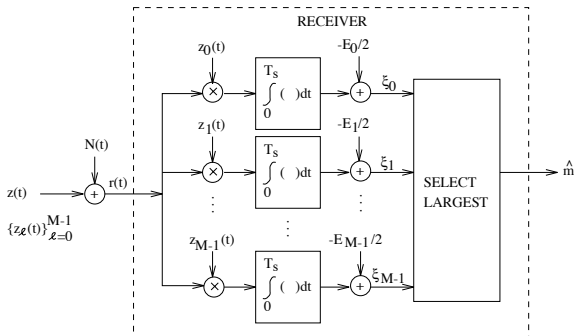 RECEIVER
z0(t)
-E0/2
Ts
∫ ( ) dt
0
×
+
ξ0
z1(t)
-E1/2
Ts
∫ ( ) dt
0
×
+
ξ1
N(t)
z(t)
+
r(t)
{zℓ(t)}M-1 ℓ=0
SELECT
LARGEST
m̂
zM-1(t)
-EM-1/2
Ts
∫ ( ) dt
0
×
+
ξM-1